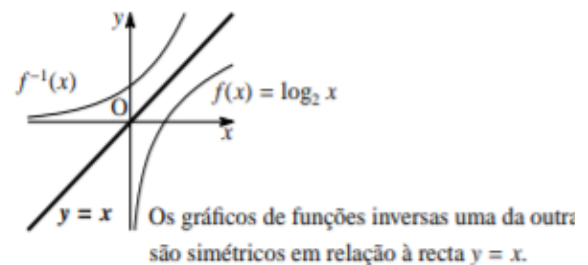 y
f⁻¹(x)
O
f(x) = log₂ x
x
y = x
Os gráficos de funções inversas uma da outra
são simétricos em relação à recta y = x.